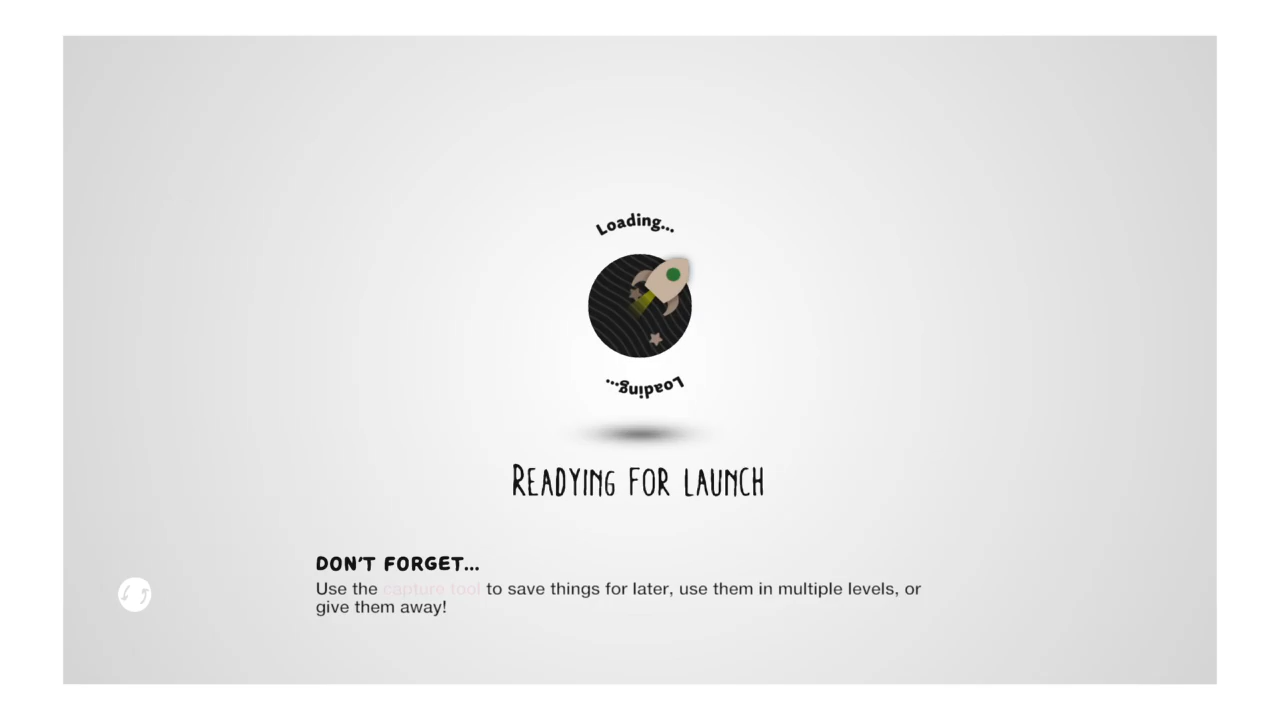 Loading...
Loading...
READYING FOR LAUNCH
DON'T FORGET...
Use the capture tool to save things for later, use them in multiple levels, or
give them away!